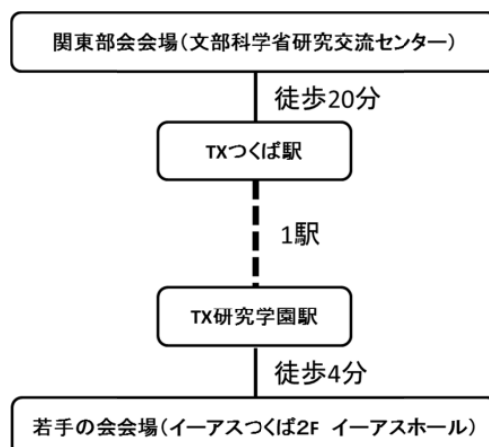 関東部会会場(文部科学省研究交流センター)
徒歩20分
TXつくば駅
1駅
TX研究学園駅
徒歩4分
若手の会会場(イーアスつくば2F イーアスホール)